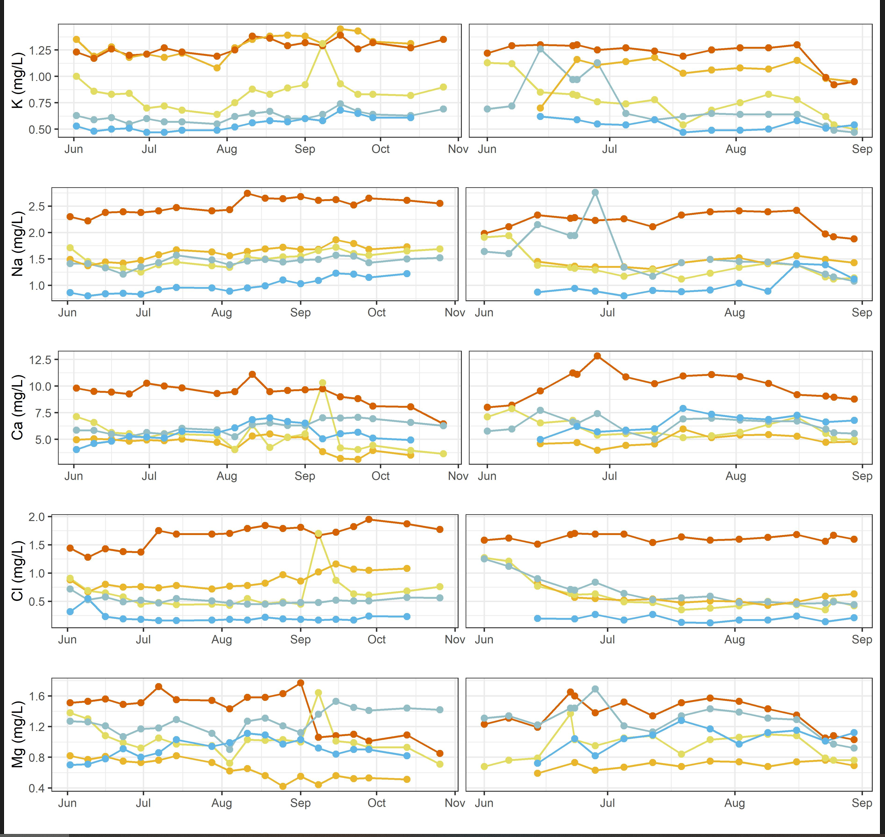 K (mg/L)
1.25
1.00
0.75
0.50
Jun Jul Aug Sep Oct Nov Jun Jul Aug Sep
Na (mg/L)
2.5
2.0
1.5
1.0
Jun Jul Aug Sep Oct Nov Jun Jul Aug Sep
Ca (mg/L)
12.5
10.0
7.5
5.0
Jun Jul Aug Sep Oct Nov Jun Jul Aug Sep
Cl (mg/L)
2.0
1.5
1.0
0.5
Jun Jul Aug Sep Oct Nov Jun Jul Aug Sep
Mg (mg/L)
1.6
1.2
0.8
0.4
Jun Jul Aug Sep Oct Nov Jun Jul Aug Sep